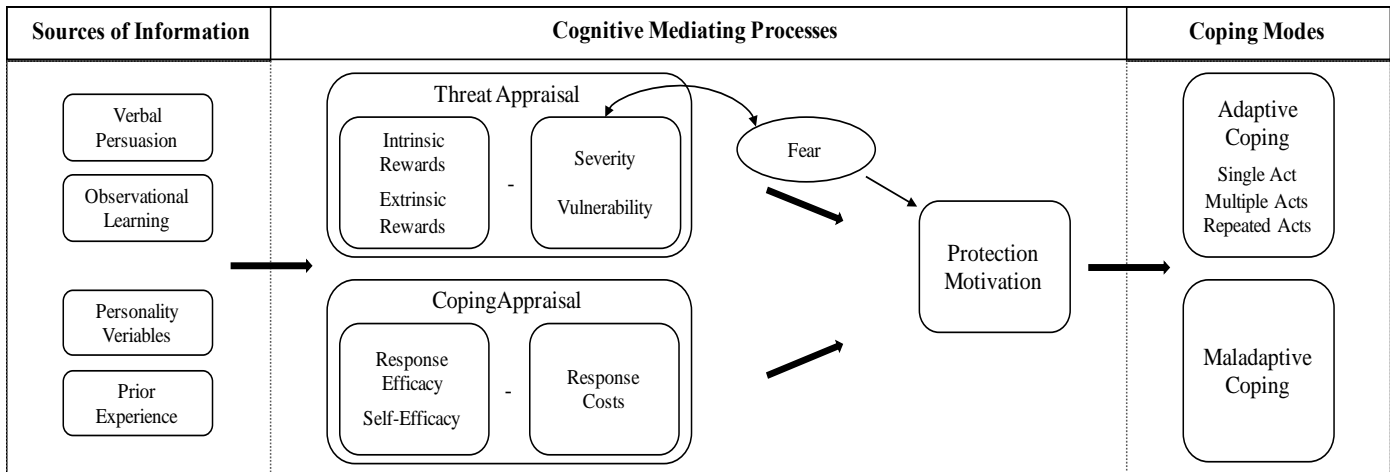 Sources of Information
Cognitive Mediating Processes
Coping Modes
Verbal
Persuasion
Observational
Learning
Personality
Variables
Prior
Experience
Threat Appraisal
Intrinsic
Rewards
Extrinsic
Rewards
-
Severity
Vulnerability
Fear
CopingAppraisal
Response
Efficacy
Self-Efficacy
-
Response
Costs
Protection
Motivation
Adaptive
Coping
Single Act
Multiple Acts
Repeated Acts
Maladaptive
Coping